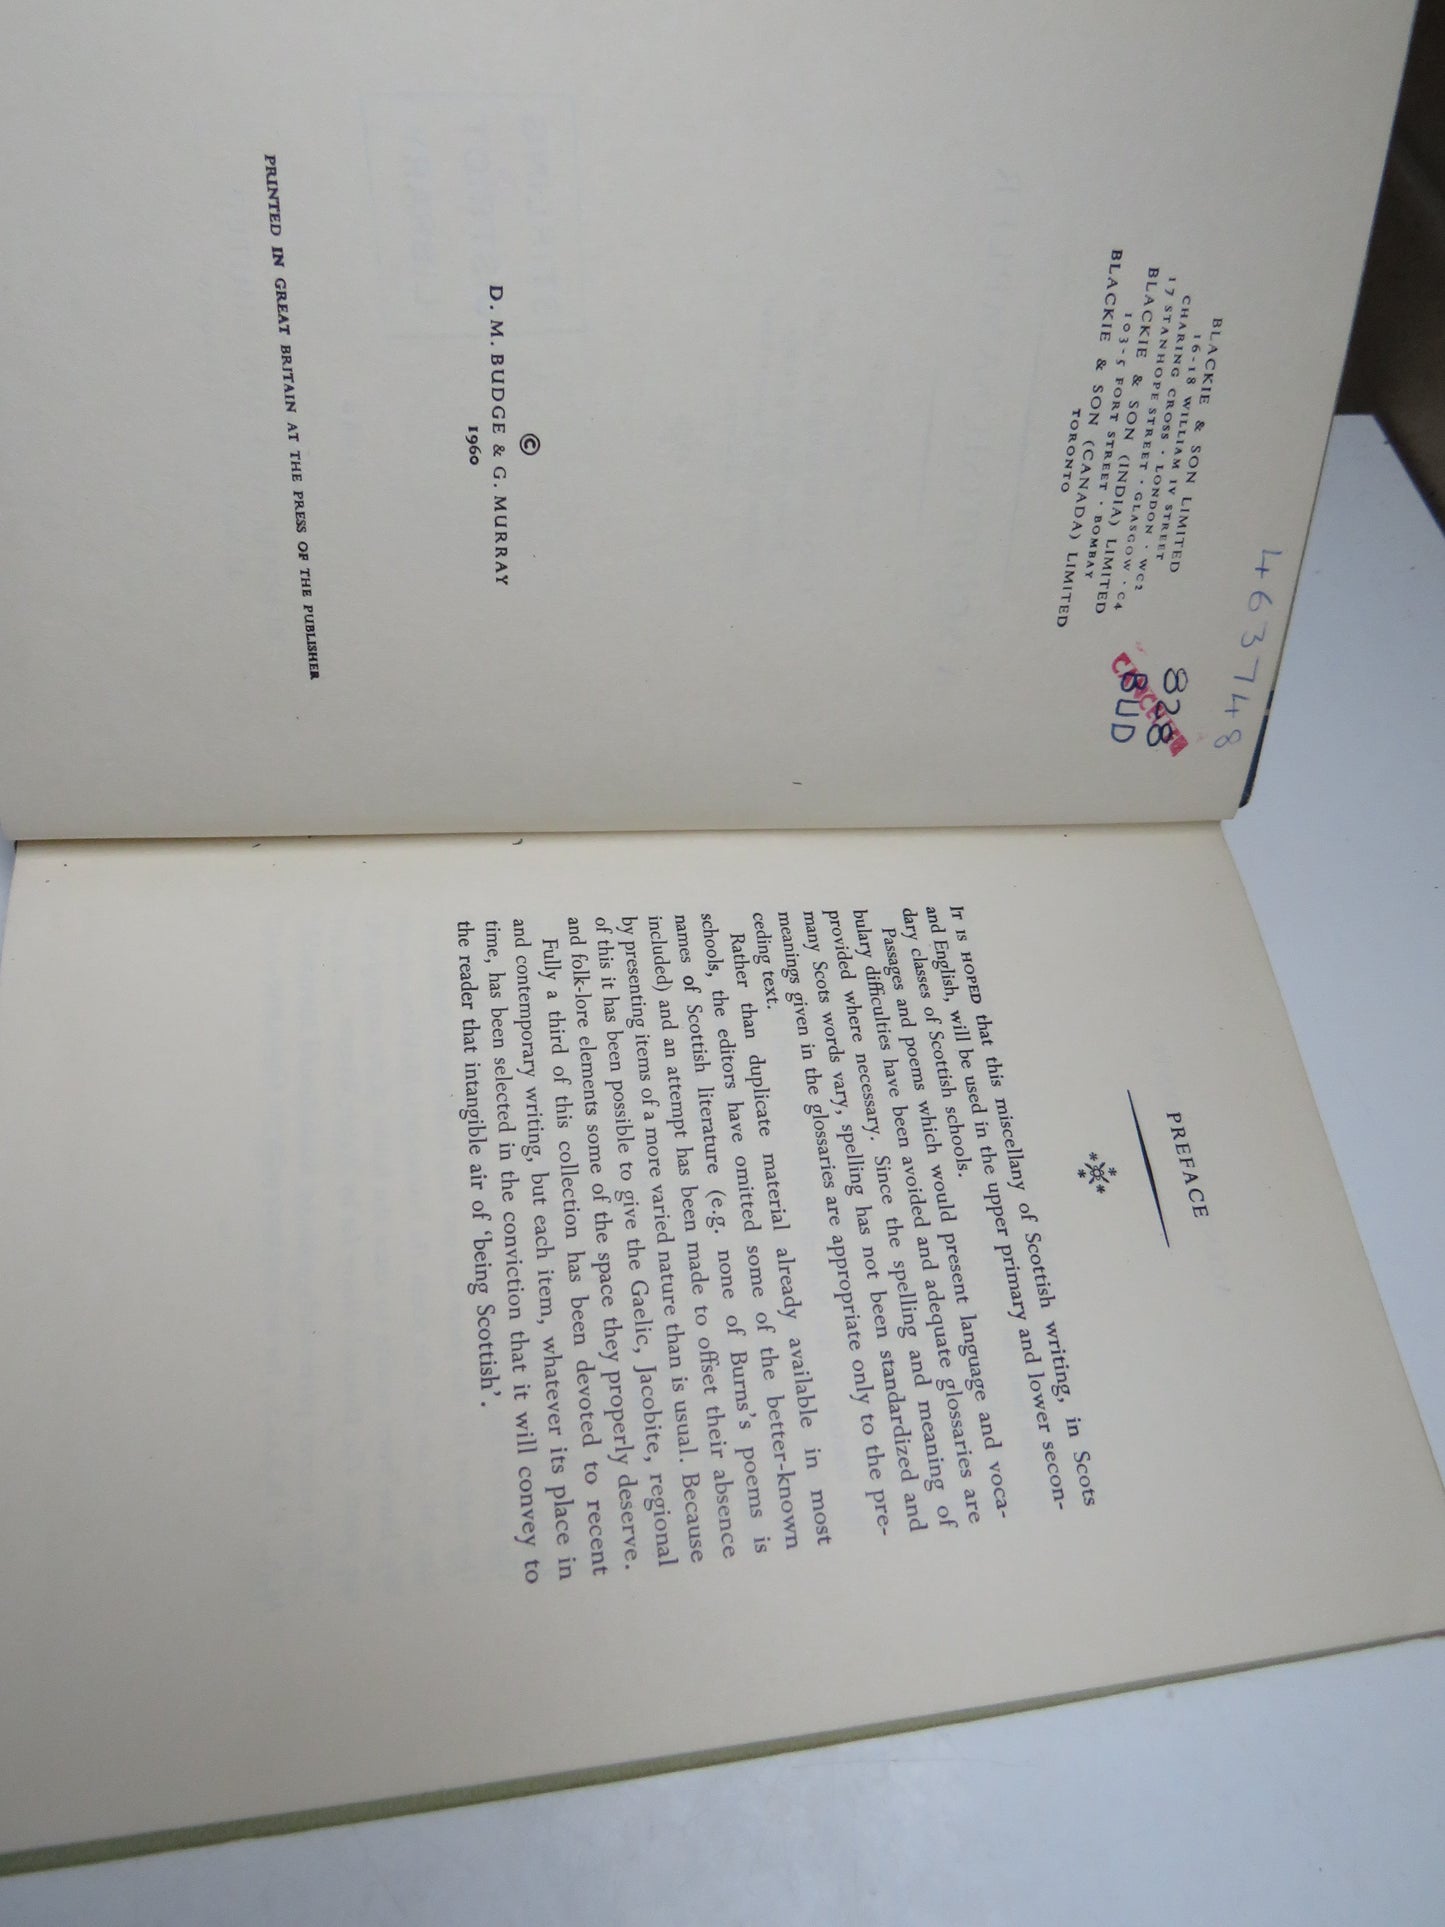 463748
828
BUD
CANCELLED
BLACKIE & SON LIMITED
16-18 WILLIAM IV STREET
CHARING CROSS · LONDON · WC2
17 STANHOPE STREET · GLASGOW · C4
BLACKIE & SON (INDIA) LIMITED
103-5 FORT STREET · BOMBAY
BLACKIE & SON (CANADA) LIMITED
TORONTO
©
D. M. BUDGE & G. MURRAY
1960
PRINTED IN GREAT BRITAIN AT THE PRESS OF THE PUBLISHER
PREFACE
IT IS HOPED that this miscellany of Scottish writing, in Scots
and English, will be used in the upper primary and lower secon-
dary classes of Scottish schools.
Passages and poems which would present language and voca-
bulary difficulties have been avoided and adequate glossaries are
provided where necessary. Since the spelling and meaning of
many Scots words vary, spelling has not been standardized and
meanings given in the glossaries are appropriate only to the pre-
ceding text.
Rather than duplicate material already available in most
schools, the editors have omitted some of the better-known
names of Scottish literature (e.g. none of Burns's poems is
included) and an attempt has been made to offset their absence
by presenting items of a more varied nature than is usual. Because
of this it has been possible to give the Gaelic, Jacobite, regional
and folk-lore elements some of the space they properly deserve.
Fully a third of this collection has been devoted to recent
and contemporary writing, but each item, whatever its place in
time, has been selected in the conviction that it will convey to
the reader that intangible air of 'being Scottish'.